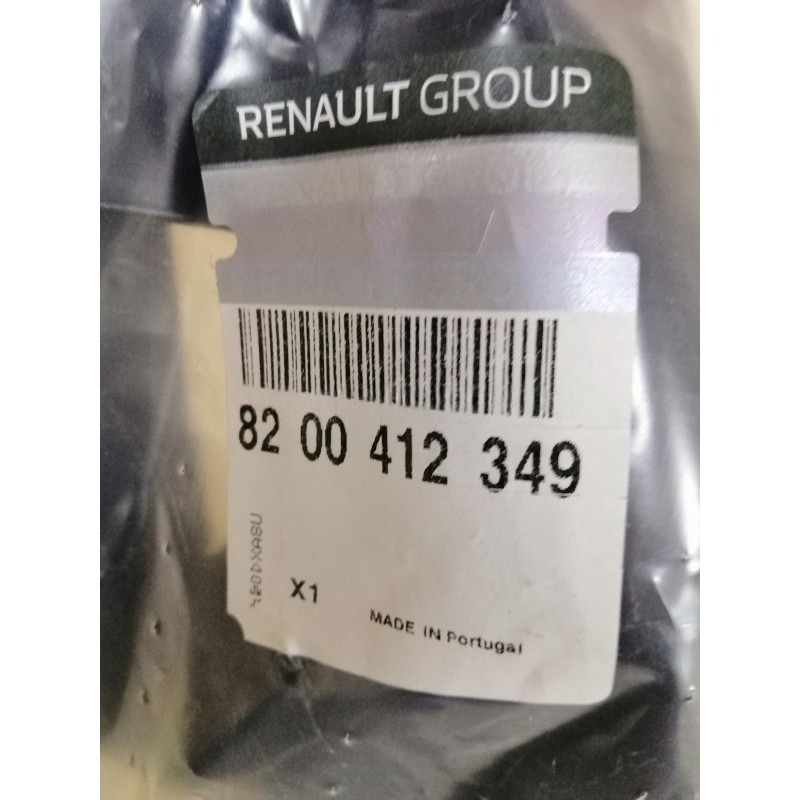 RENAULT GROUP
82 00 412 349
X1
MADE IN Portugal